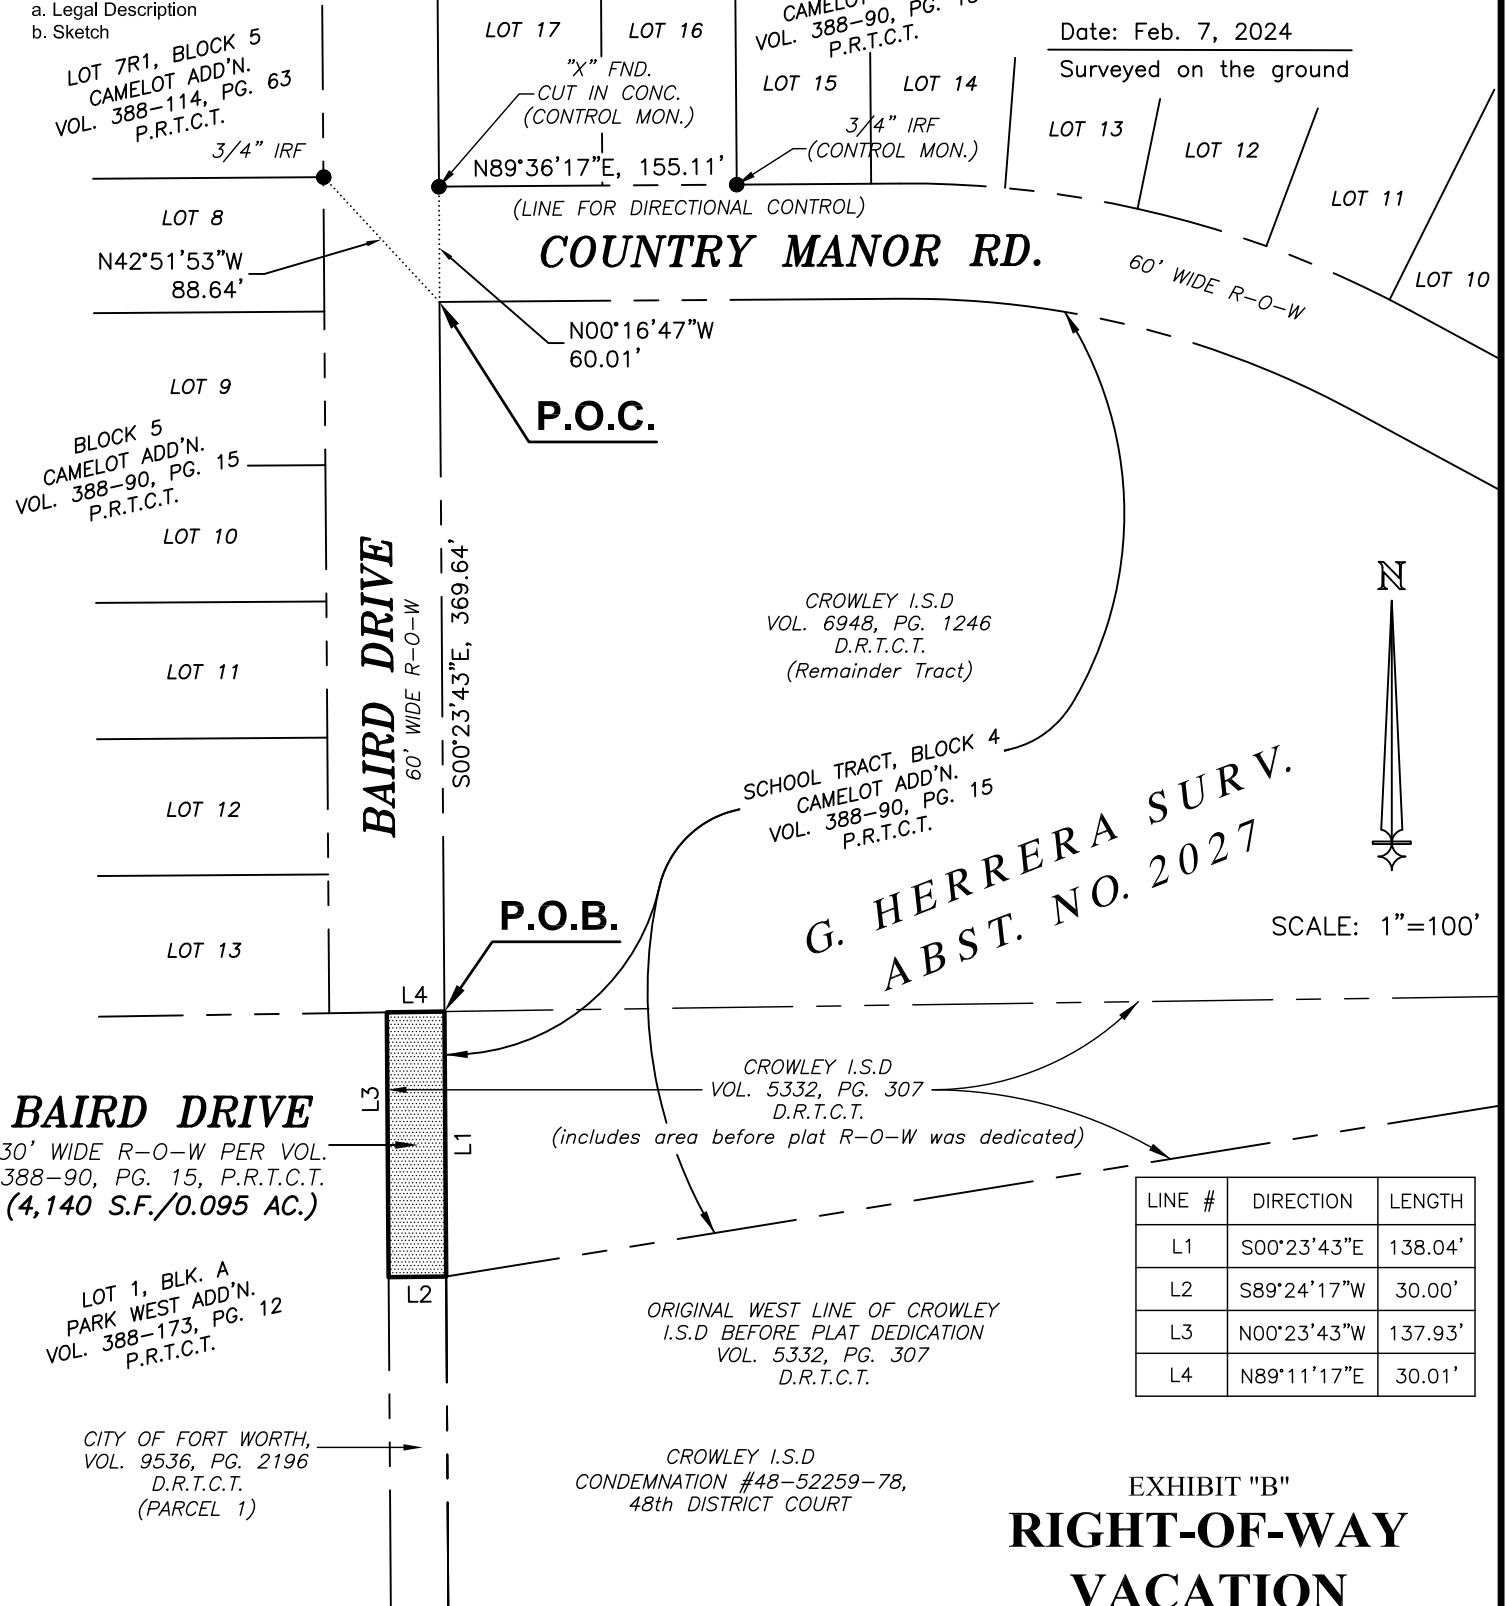 a. Legal Description
b. Sketch
LOT 7R1, BLOCK 5
CAMELOT ADD'N.
VOL. 388-114, PG. 63
P.R.T.C.T.
3/4" IRF
LOT 17
LOT 16
VOL. 388-90, PG.
P.R.T.C.T.
Date: Feb. 7, 2024
Surveyed on the ground
"X" FND.
CUT IN CONC.
(CONTROL MON.)
LOT 15
LOT 14
3/4" IRF
(CONTROL MON.)
LOT 13
LOT 12
LOT 11
LOT 10
N89°36'17"E, 155.11'
(LINE FOR DIRECTIONAL CONTROL)
COUNTRY MANOR RD.
60' WIDE R-O-W
LOT 8
N42°51'53"W
88.64'
N00°16'47"W
60.01'
P.O.C.
LOT 9
BLOCK 5
CAMELOT ADD'N.
VOL. 388-90, PG. 15
P.R.T.C.T.
LOT 10
LOT 11
LOT 12
LOT 13
BAIRD DRIVE
60' WIDE R-O-W
S00°23'43"E, 369.64'
CROWLEY I.S.D
VOL. 6948, PG. 1246
D.R.T.C.T.
(Remainder Tract)
N
SCHOOL TRACT, BLOCK 4
CAMELOT ADD'N.
VOL. 388-90, PG. 15
P.R.T.C.T.
G. HERRERA SURV.
ABST. NO. 2027
SCALE: 1"=100'
P.O.B.
L4
L3
L1
L2
CROWLEY I.S.D
VOL. 5332, PG. 307
D.R.T.C.T.
(includes area before plat R-O-W was dedicated)
BAIRD DRIVE
30' WIDE R-O-W PER VOL.
388-90, PG. 15, P.R.T.C.T.
(4,140 S.F./0.095 AC.)
LINE # DIRECTION LENGTH
L1 S00°23'43"E 138.04'
L2 S89°24'17"W 30.00'
L3 N00°23'43"W 137.93'
L4 N89°11'17"E 30.01'
LOT 1, BLK. A
PARK WEST ADD'N.
VOL. 388-173, PG. 12
P.R.T.C.T.
ORIGINAL WEST LINE OF CROWLEY
I.S.D BEFORE PLAT DEDICATION
VOL. 5332, PG. 307
D.R.T.C.T.
CITY OF FORT WORTH,
VOL. 9536, PG. 2196
D.R.T.C.T.
(PARCEL 1)
CROWLEY I.S.D
CONDEMNATION #48-52259-78,
48th DISTRICT COURT
EXHIBIT "B"
RIGHT-OF-WAY
VACATION